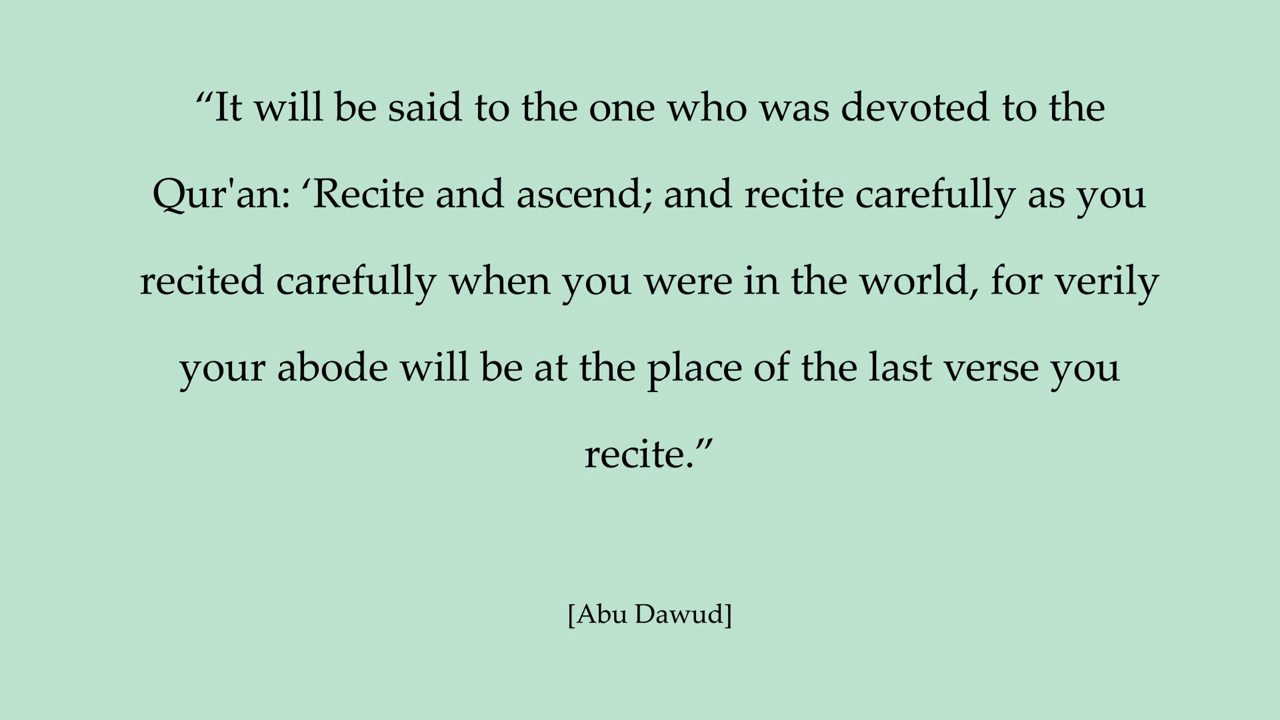 “It will be said to the one who was devoted to the
Qur'an: ‘Recite and ascend; and recite carefully as you
recited carefully when you were in the world, for verily
your abode will be at the place of the last verse you
recite.”
[Abu Dawud]